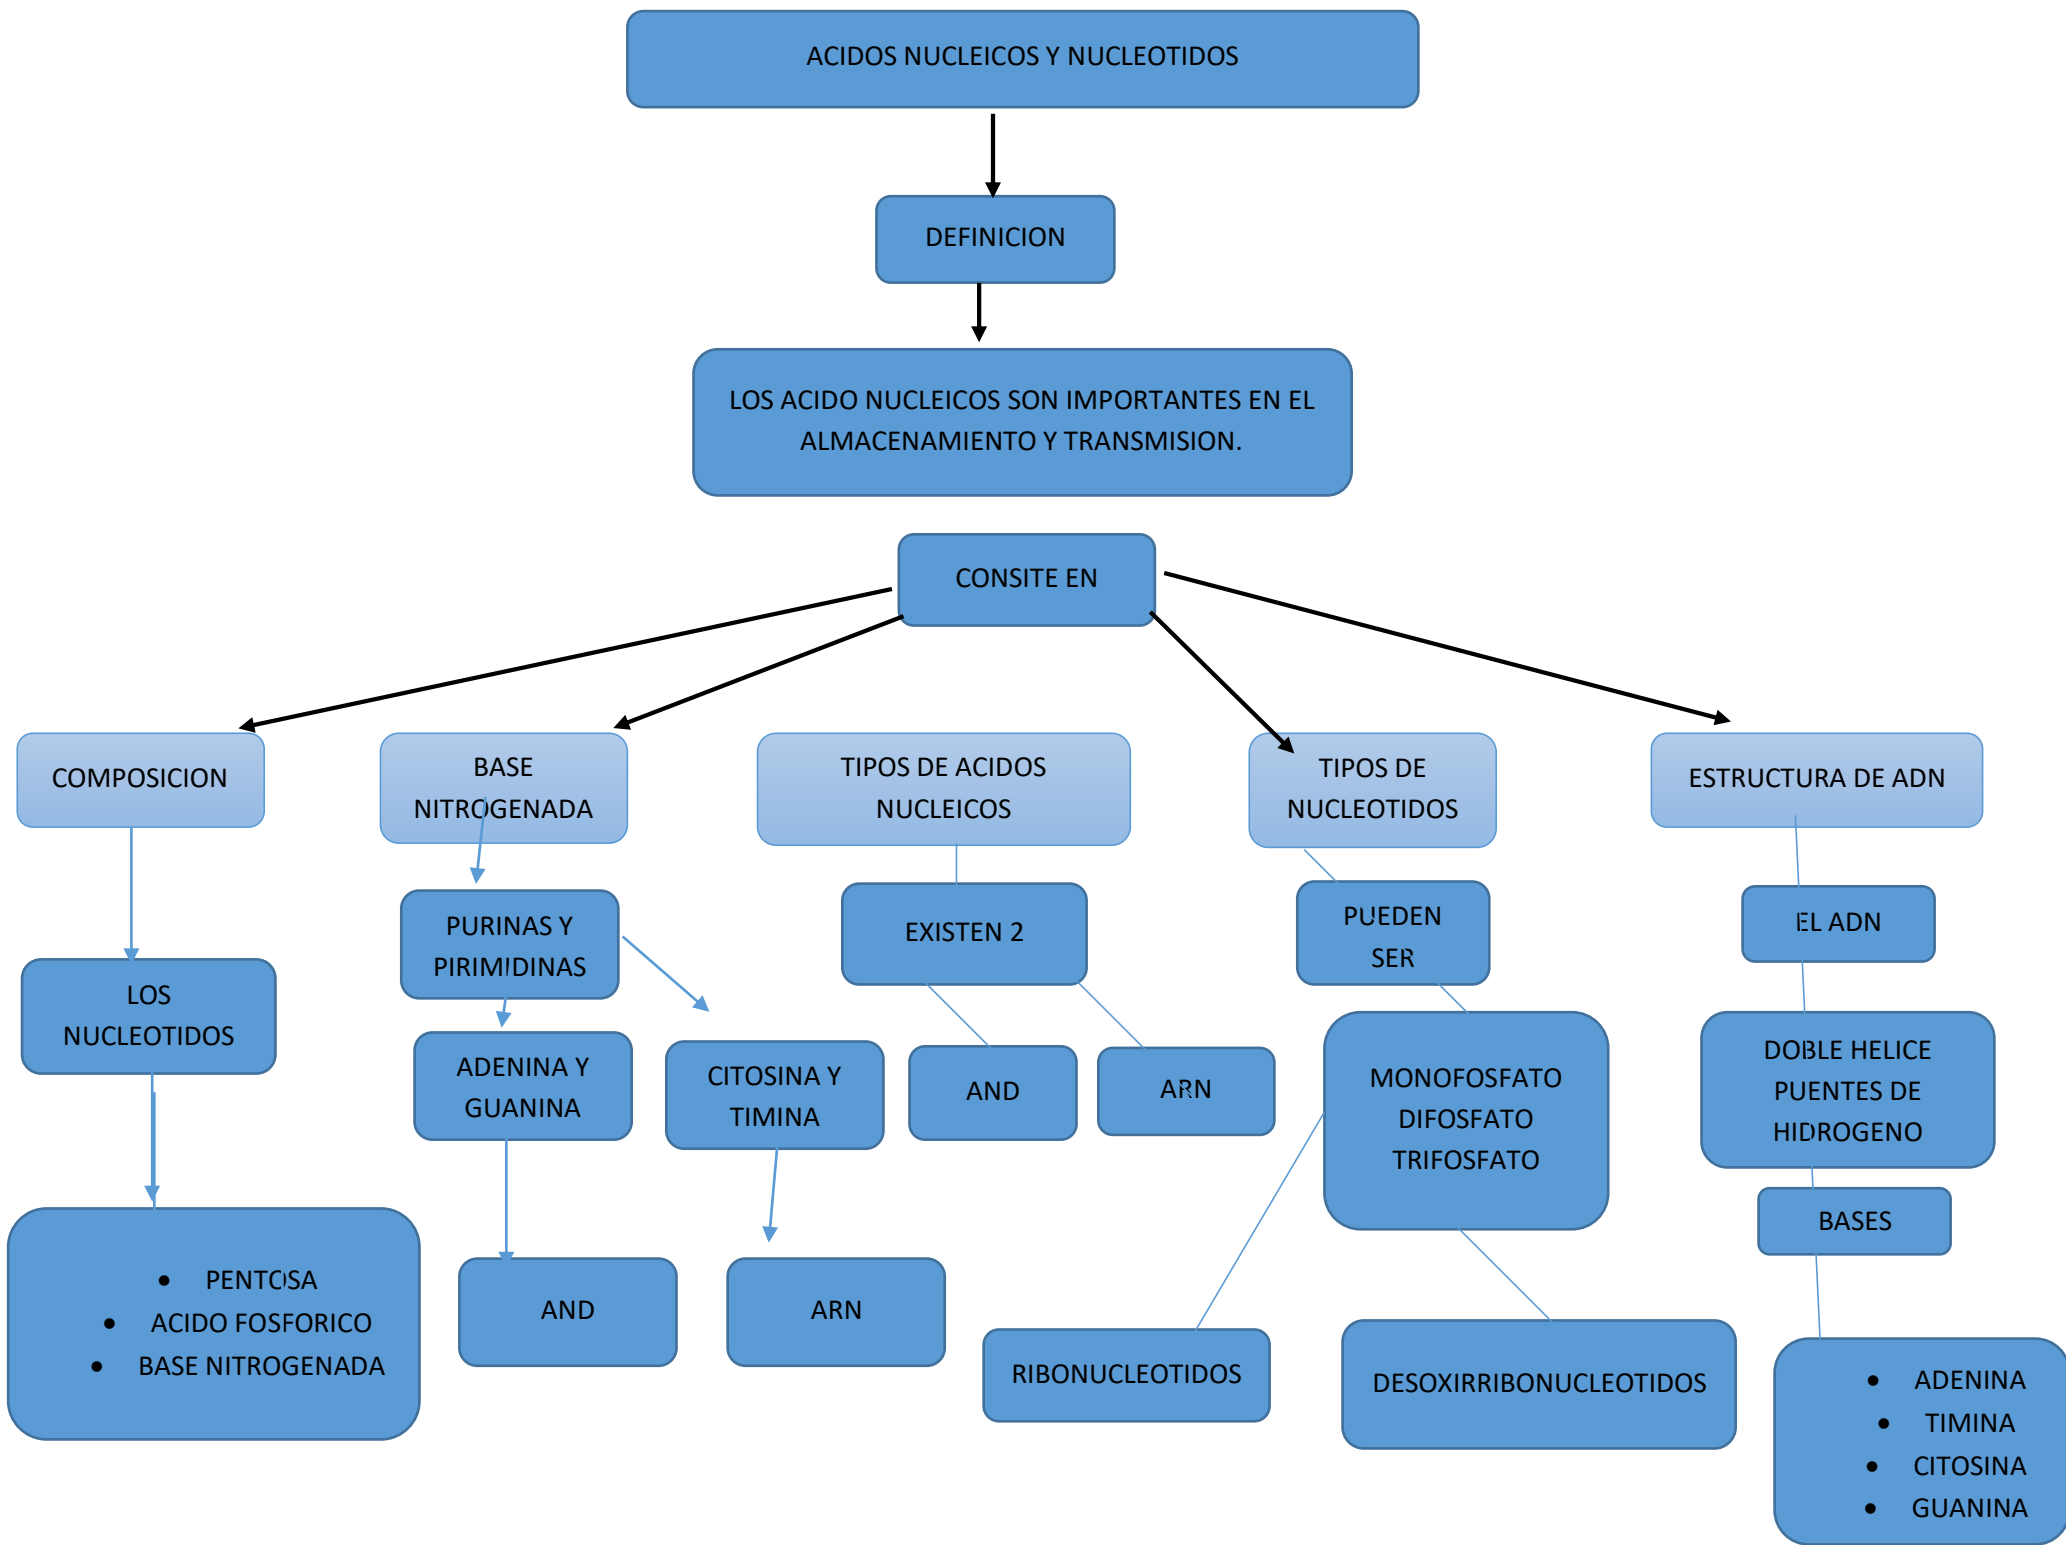 ACIDOS NUCLEICOS Y NUCLEOTIDOS
DEFINICION
LOS ACIDO NUCLEICOS SON IMPORTANTES EN EL
ALMACENAMIENTO Y TRANSMISION.
CONSITE EN
COMPOSICION
BASE
NITROGENADA
TIPOS DE ACIDOS
NUCLEICOS
TIPOS DE
NUCLEOTIDOS
ESTRUCTURA DE ADN
LOS
NUCLEOTIDOS
PURINAS Y
PIRIMIDINAS
EXISTEN 2
PUEDEN
SER
EL ADN
ADENINA Y
GUANINA
CITOSINA Y
TIMINA
AND
ARN
MONOFOSFATO
DIFOSFATO
TRIFOSFATO
DOBLE HELICE
PUENTES DE
HIDROGENO
BASES
• PENTOSA
• ACIDO FOSFORICO
• BASE NITROGENADA
AND
ARN
RIBONUCLEOTIDOS
DESOXIRRIBONUCLEOTIDOS
• ADENINA
• TIMINA
• CITOSINA
• GUANINA